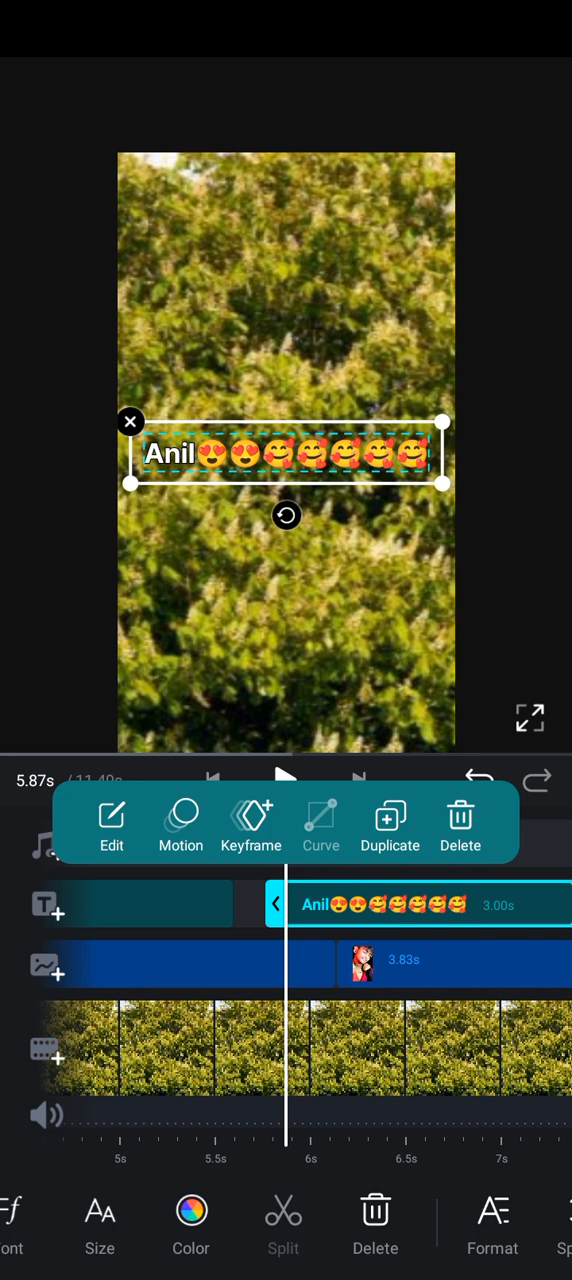 Anil😍😍🥰🥰🥰🥰🥰
5.87s
Edit
Motion
Keyframe
Curve
Duplicate
Delete
Anil😍😍🥰🥰🥰🥰🥰 3.00s
3.83s
5s
5.5s
6s
6.5s
7s
Size
Color
Split
Delete
Format